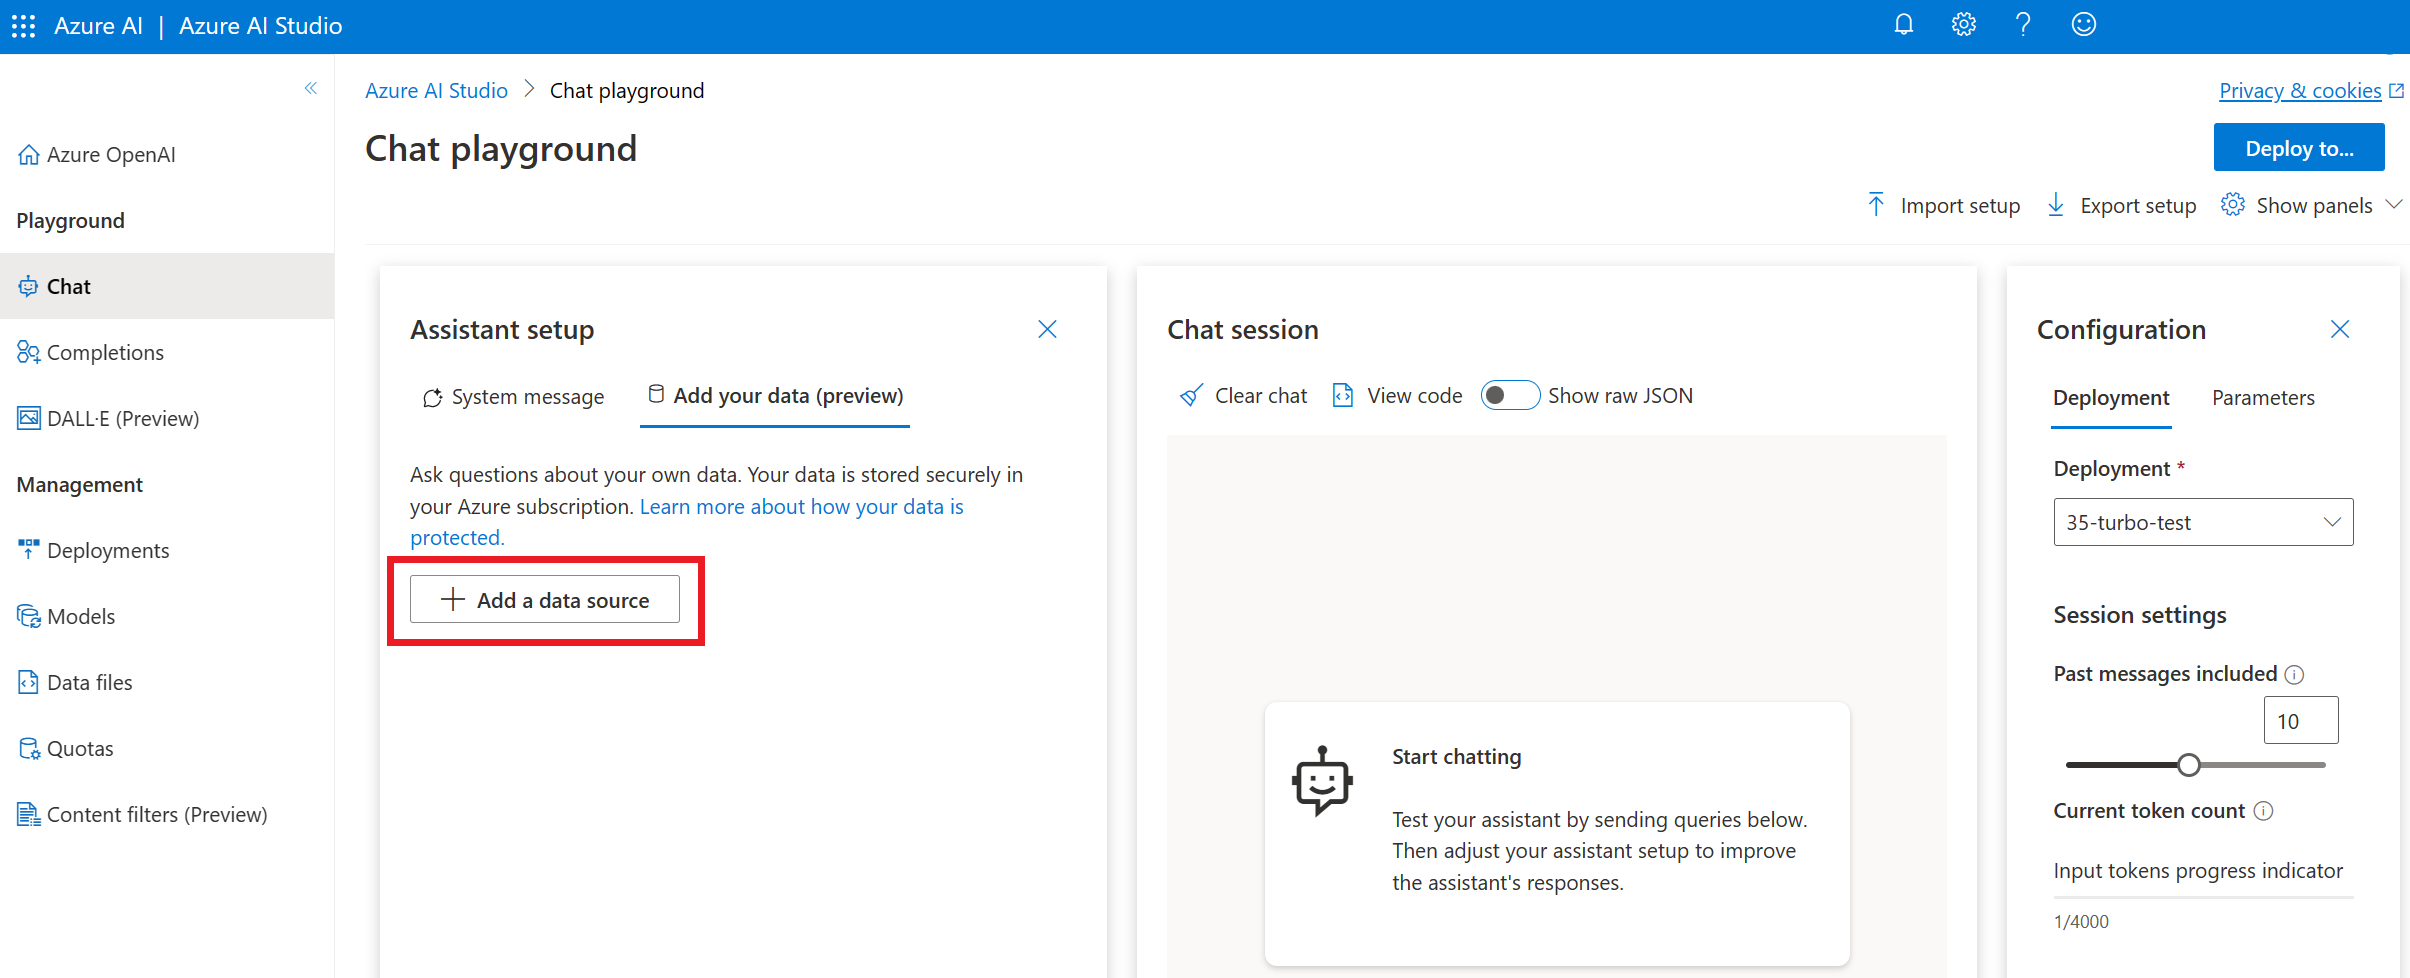 Azure AI | Azure AI Studio
Azure AI Studio > Chat playground
Privacy & cookies
Chat playground
Deploy to...
Import setup
Export setup
Show panels
Azure OpenAI
Playground
Chat
Completions
DALL·E (Preview)
Management
Deployments
Models
Data files
Quotas
Content filters (Preview)
Assistant setup
System message
Add your data (preview)
Ask questions about your own data. Your data is stored securely in
your Azure subscription. Learn more about how your data is
protected.
Add a data source
Chat session
Clear chat
View code
Show raw JSON
Start chatting
Test your assistant by sending queries below.
Then adjust your assistant setup to improve
the assistant's responses.
Configuration
Deployment
Parameters
Deployment *
35-turbo-test
Session settings
Past messages included
10
Current token count
Input tokens progress indicator
1/4000